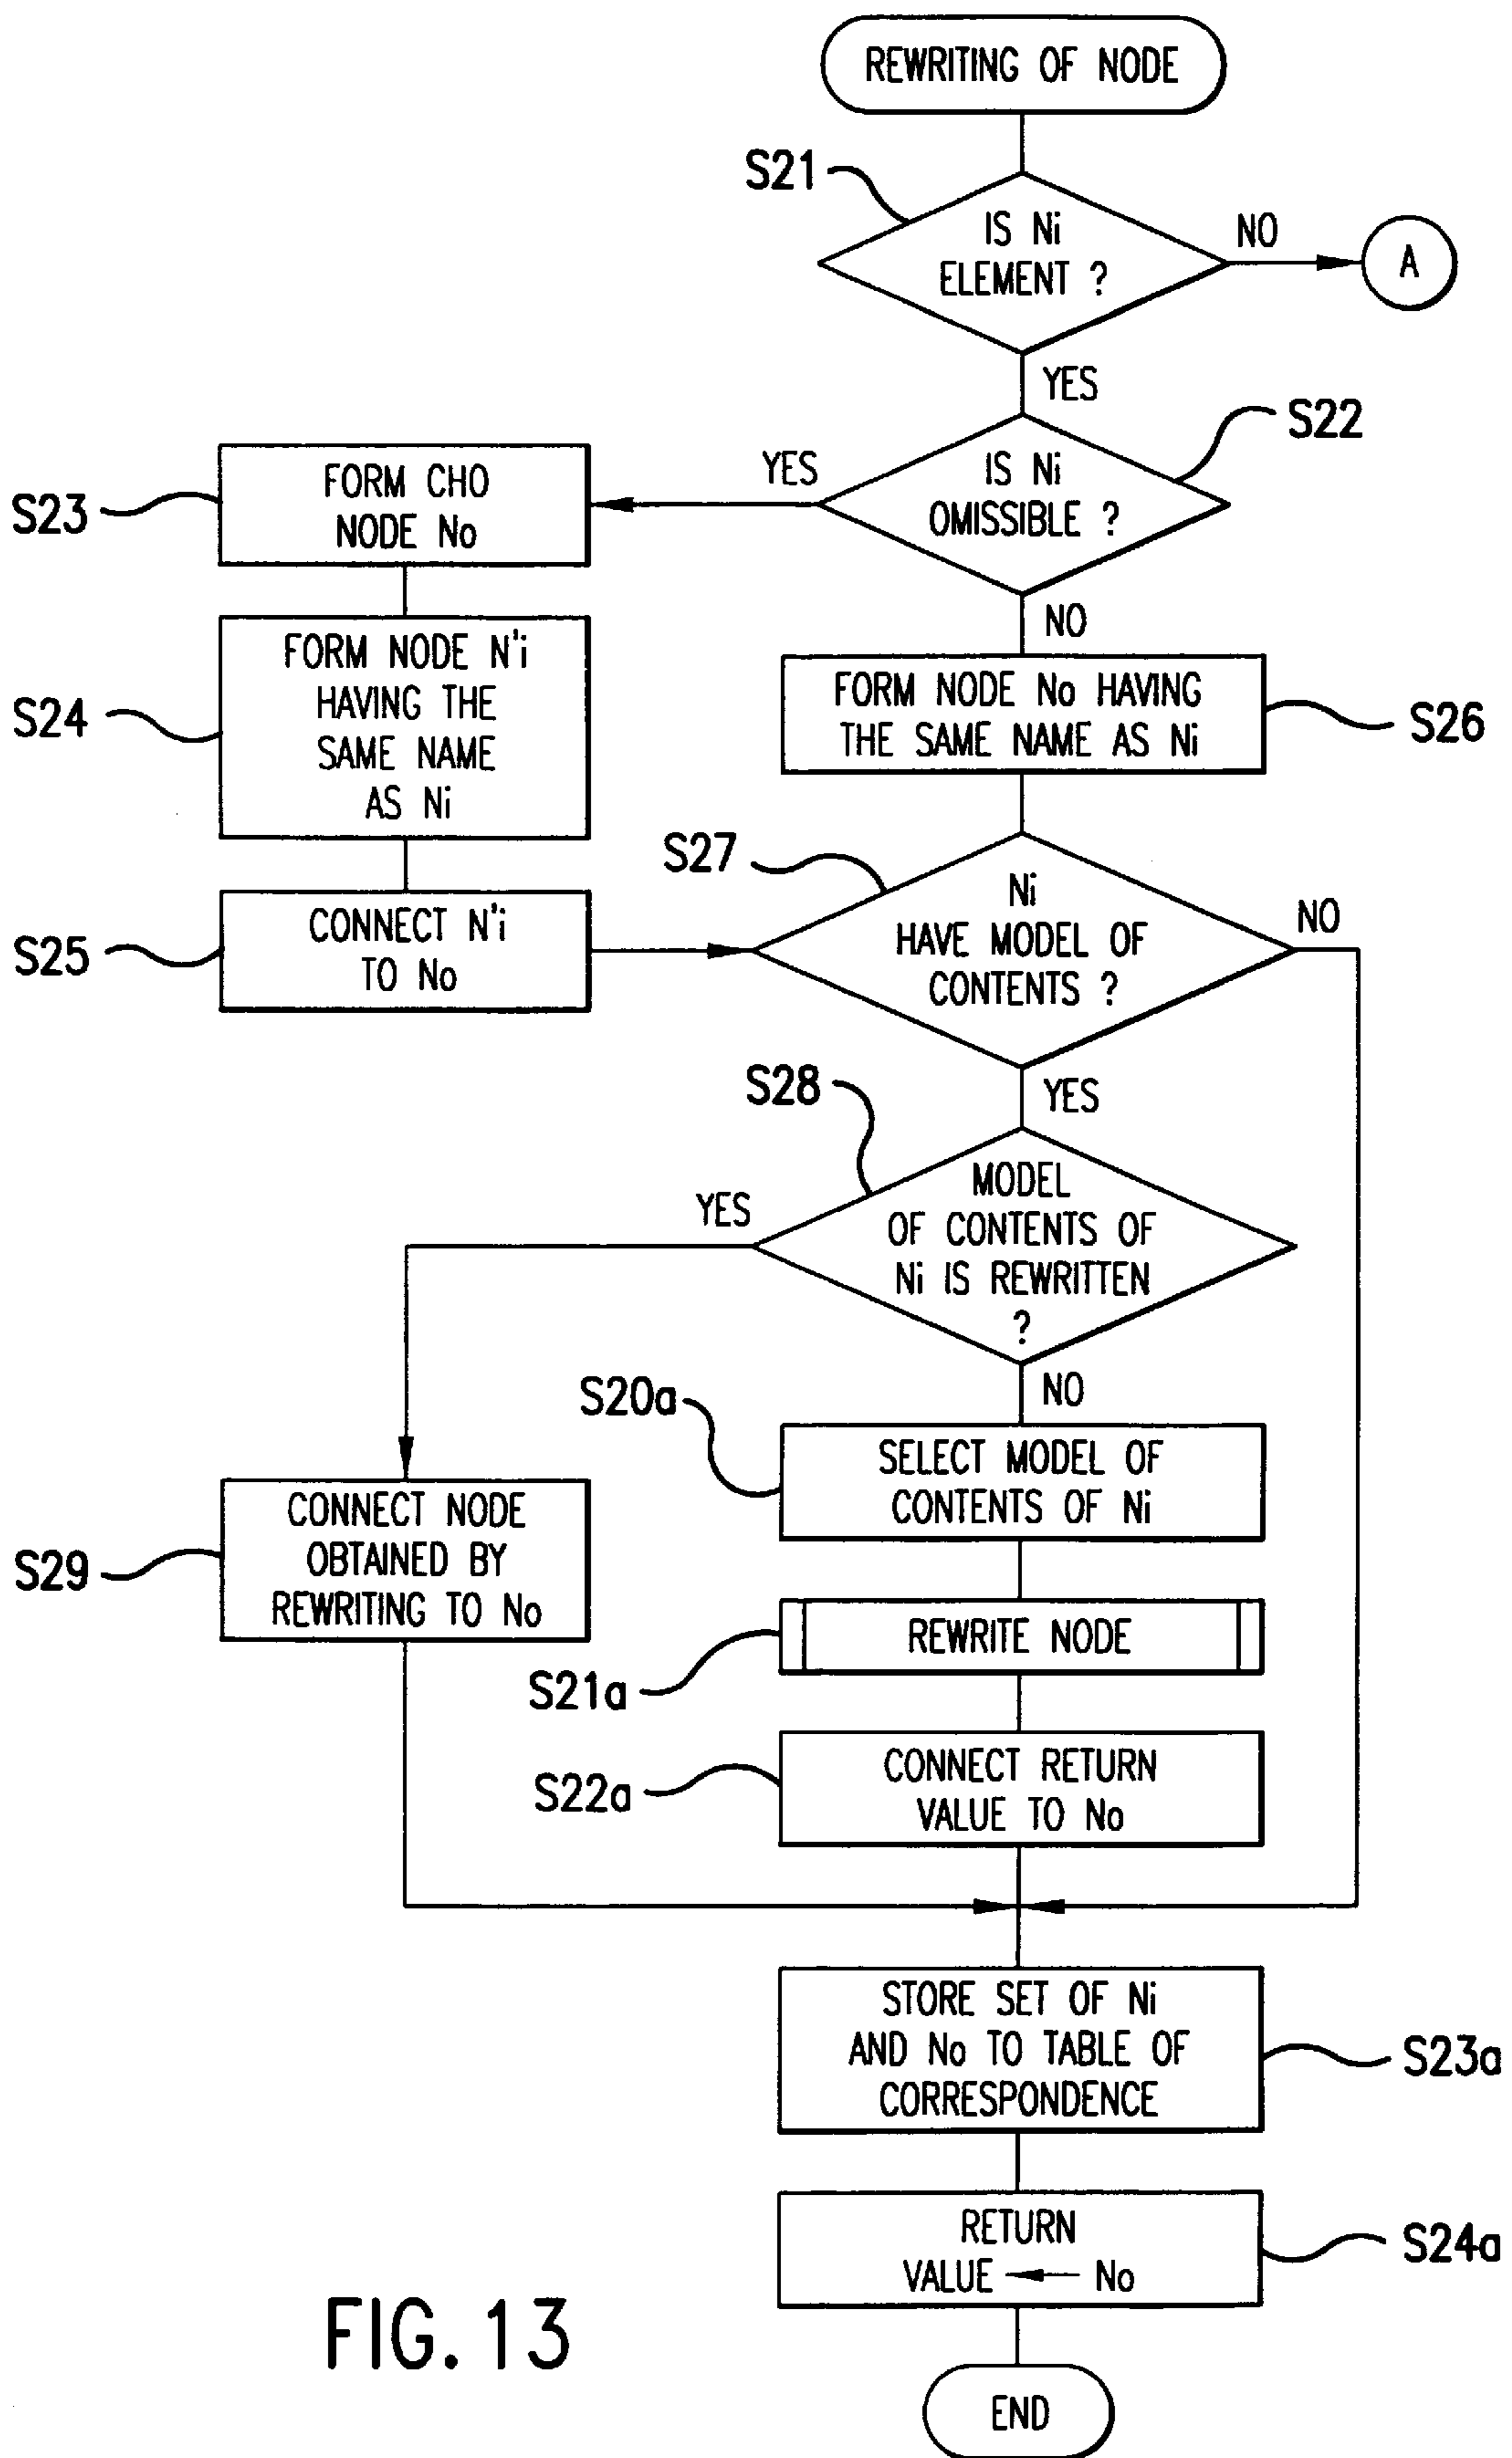 REWRITING OF NODE
S21
IS Ni
ELEMENT ?
NO
A
YES
S22
IS Ni
OMISSIBLE ?
YES
S23
FORM CHO
NODE No
NO
S24
FORM NODE N'i
HAVING THE
SAME NAME
AS Ni
FORM NODE No HAVING
THE SAME NAME AS Ni
S26
S25
CONNECT N'i
TO No
S27
Ni
HAVE MODEL OF
CONTENTS ?
NO
YES
S28
MODEL
OF CONTENTS OF
Ni IS REWRITTEN
?
YES
NO
S20a
SELECT MODEL OF
CONTENTS OF Ni
S29
CONNECT NODE
OBTAINED BY
REWRITING TO No
S21a
REWRITE NODE
S22a
CONNECT RETURN
VALUE TO No
STORE SET OF Ni
AND No TO TABLE OF
CORRESPONDENCE
S23a
RETURN
VALUE ← No
S24a
END
FIG. 13